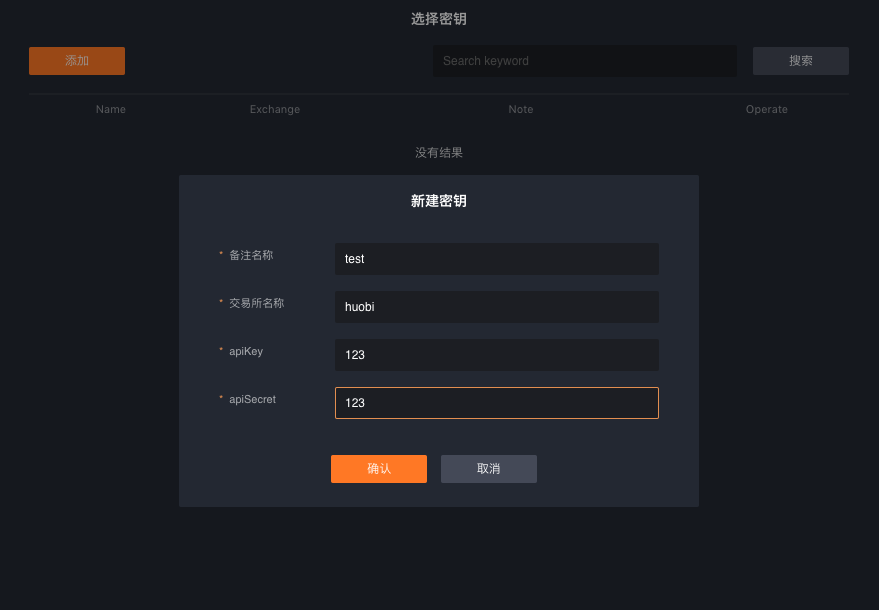 选择密钥
添加
Search keyword
搜索
Name Exchange Note Operate
没有结果
新建密钥
* 备注名称 test
* 交易所名称 huobi
* apiKey 123
* apiSecret 123
确认 取消